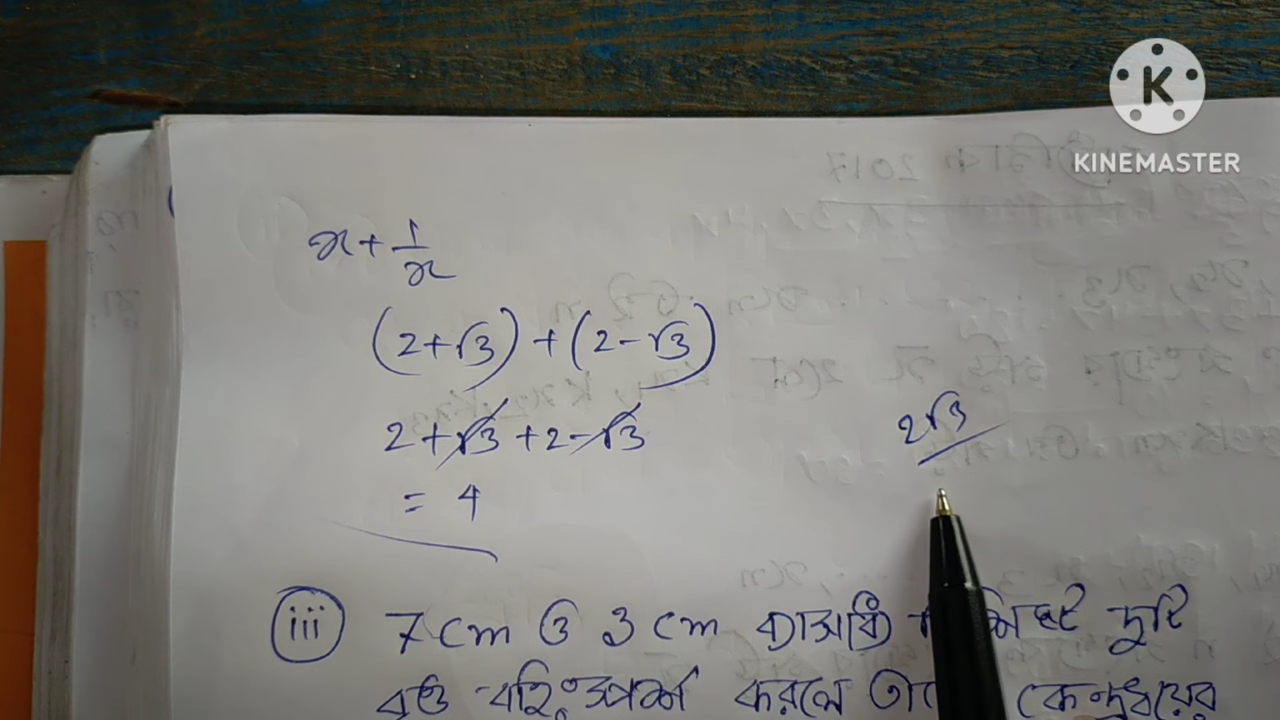 K
KINEMASTER
x + 1/x
(2+√3) + (2-√3)
2+√3+2-√3
2√3
= 4
iii 7 cm ও 3 cm ব্যাসার্ধ দুটি
বৃত্ত বহিঃস্পর্শ করলে কেন্দ্রদ্বয়ের